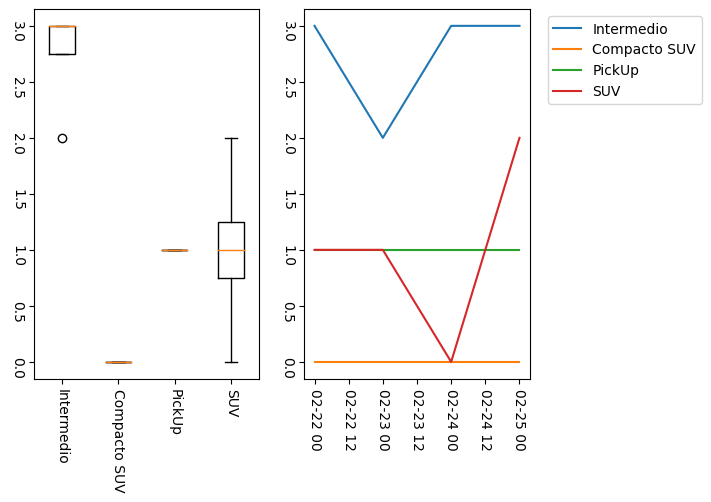 3.0
2.5
2.0
1.5
1.0
0.5
0.0
Intermedio
Compacto SUV
PickUp
SUV
3.0
2.5
2.0
1.5
1.0
0.5
0.0
02-22 00
02-22 12
02-23 00
02-23 12
02-24 00
02-24 12
02-25 00
Intermedio
Compacto SUV
PickUp
SUV